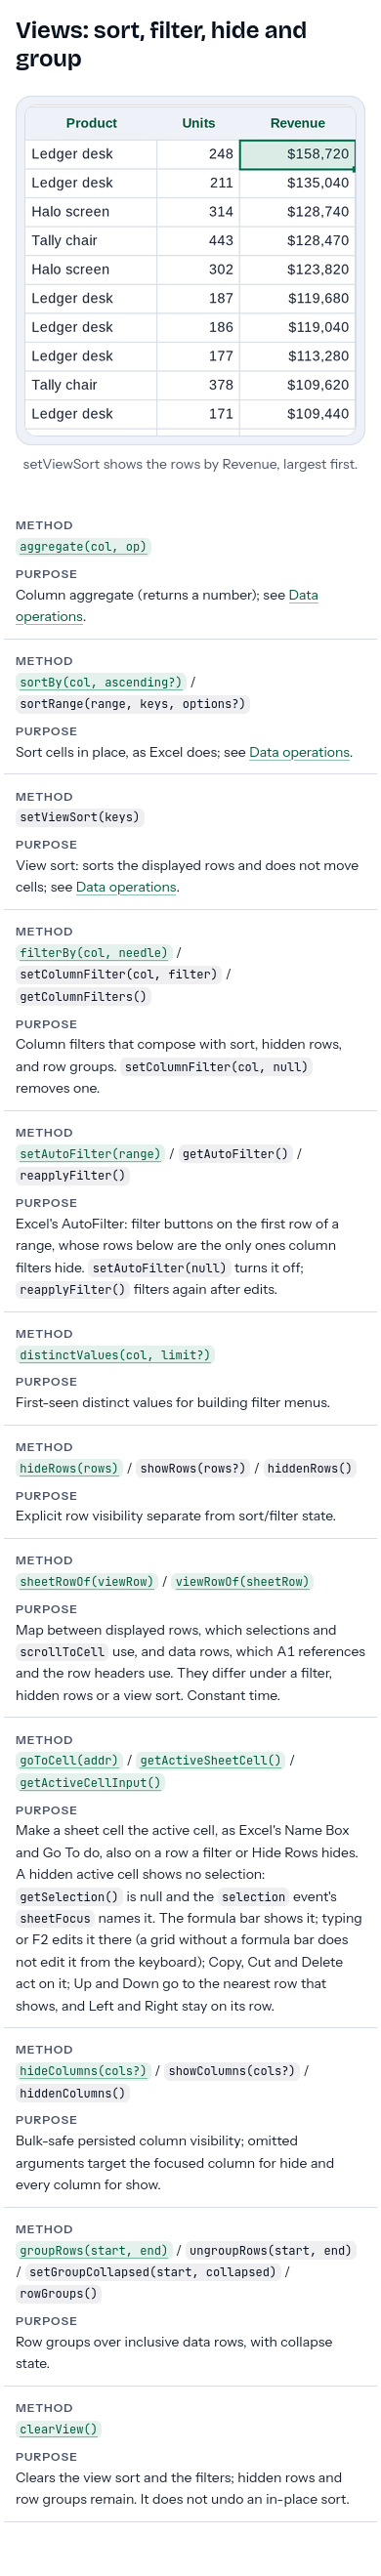 Views: sort, filter, hide and
group
Product Units Revenue
Ledger desk 248 $158,720
Ledger desk 211 $135,040
Halo screen 314 $128,740
Tally chair 443 $128,470
Halo screen 302 $123,820
Ledger desk 187 $119,680
Ledger desk 186 $119,040
Ledger desk 177 $113,280
Tally chair 378 $109,620
Ledger desk 171 $109,440
setViewSort shows the rows by Revenue, largest first.
METHOD
aggregate(col, op)
PURPOSE
Column aggregate (returns a number); see Data
operations.
METHOD
sortBy(col, ascending?) /
sortRange(range, keys, options?)
PURPOSE
Sort cells in place, as Excel does; see Data operations.
METHOD
setViewSort(keys)
PURPOSE
View sort: sorts the displayed rows and does not move
cells; see Data operations.
METHOD
filterBy(col, needle) /
setColumnFilter(col, filter) /
getColumnFilters()
PURPOSE
Column filters that compose with sort, hidden rows,
and row groups. setColumnFilter(col, null)
removes one.
METHOD
setAutoFilter(range) / getAutoFilter() /
reapplyFilter()
PURPOSE
Excel's AutoFilter: filter buttons on the first row of a
range, whose rows below are the only ones column
filters hide. setAutoFilter(null) turns it off;
reapplyFilter() filters again after edits.
METHOD
distinctValues(col, limit?)
PURPOSE
First-seen distinct values for building filter menus.
METHOD
hideRows(rows) / showRows(rows?) / hiddenRows()
PURPOSE
Explicit row visibility separate from sort/filter state.
METHOD
sheetRowOf(viewRow) / viewRowOf(sheetRow)
PURPOSE
Map between displayed rows, which selections and
scrollToCell use, and data rows, which A1 references
and the row headers use. They differ under a filter,
hidden rows or a view sort. Constant time.
METHOD
goToCell(addr) / getActiveSheetCell() /
getActiveCellInput()
PURPOSE
Make a sheet cell the active cell, as Excel's Name Box
and Go To do, also on a row a filter or Hide Rows hides.
A hidden active cell shows no selection:
getSelection() is null and the selection event's
sheetFocus names it. The formula bar shows it; typing
or F2 edits it there (a grid without a formula bar does
not edit it from the keyboard); Copy, Cut and Delete
act on it; Up and Down go to the nearest row that
shows, and Left and Right stay on its row.
METHOD
hideColumns(cols?) / showColumns(cols?) /
hiddenColumns()
PURPOSE
Bulk-safe persisted column visibility; omitted
arguments target the focused column for hide and
every column for show.
METHOD
groupRows(start, end) / ungroupRows(start, end)
/ setGroupCollapsed(start, collapsed) /
rowGroups()
PURPOSE
Row groups over inclusive data rows, with collapse
state.
METHOD
clearView()
PURPOSE
Clears the view sort and the filters; hidden rows and
row groups remain. It does not undo an in-place sort.